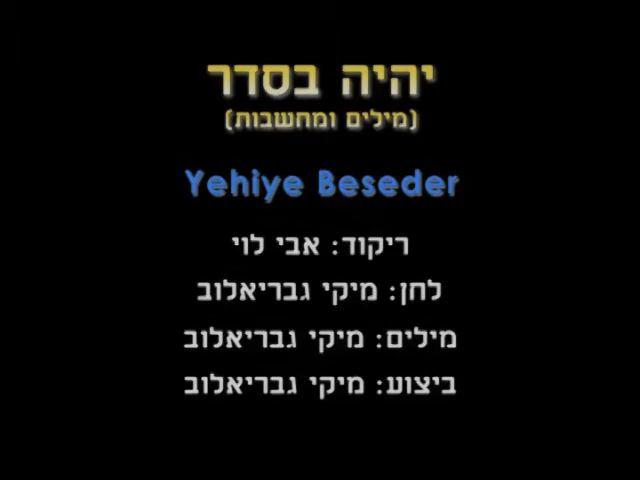 יהיה בסדר
(מילים ומחשבות)
Yehiye Beseder
ריקוד: אבי לוי
לחן: מיקי גבריאלוב
מילים: מיקי גבריאלוב
ביצוע: מיקי גבריאלוב